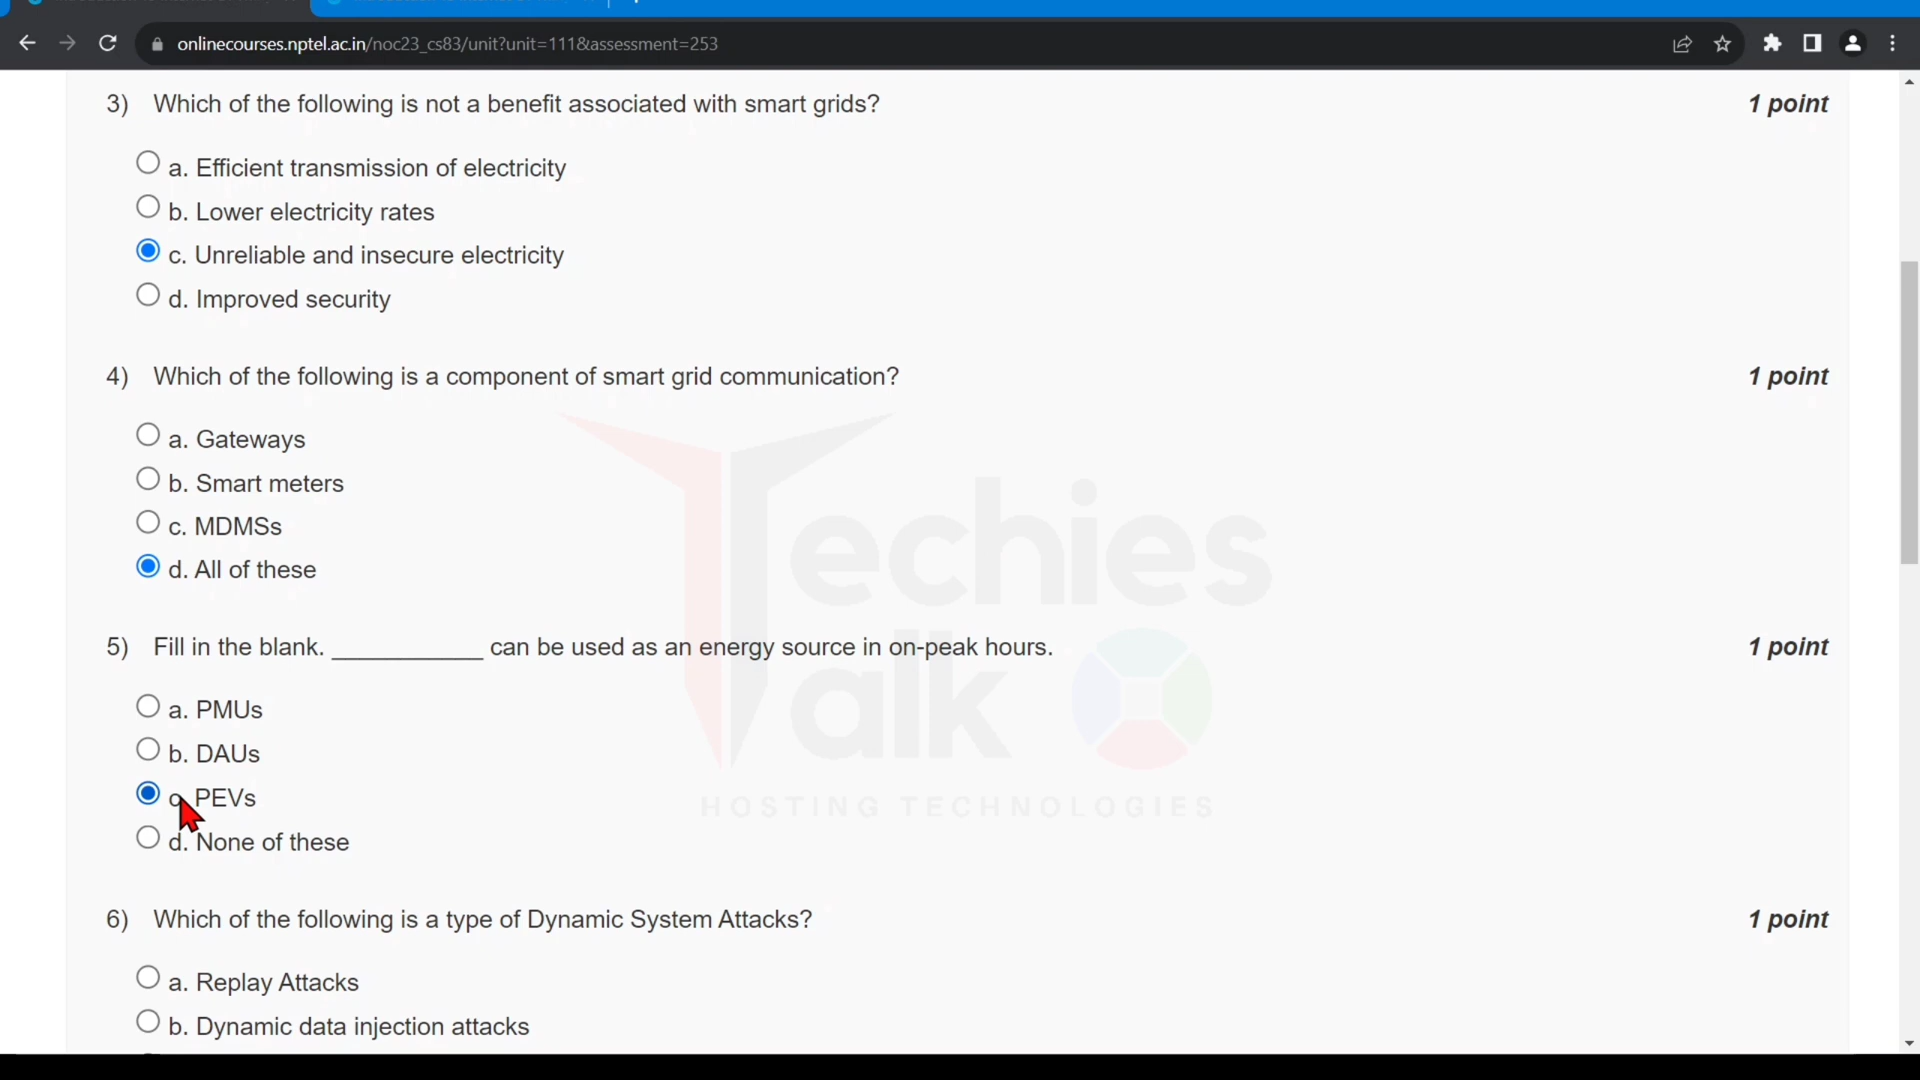 onlinecourses.nptel.ac.in/noc23_cs83/unit?unit=111&assessment=253
3) Which of the following is not a benefit associated with smart grids? 1 point
a. Efficient transmission of electricity
b. Lower electricity rates
c. Unreliable and insecure electricity
d. Improved security
4) Which of the following is a component of smart grid communication? 1 point
a. Gateways
b. Smart meters
c. MDMSs
d. All of these
5) Fill in the blank. ___________ can be used as an energy source in on-peak hours. 1 point
a. PMUs
b. DAUs
c. PEVs
d. None of these
6) Which of the following is a type of Dynamic System Attacks? 1 point
a. Replay Attacks
b. Dynamic data injection attacks
Techies
Talk
HOSTING TECHNOLOGIES